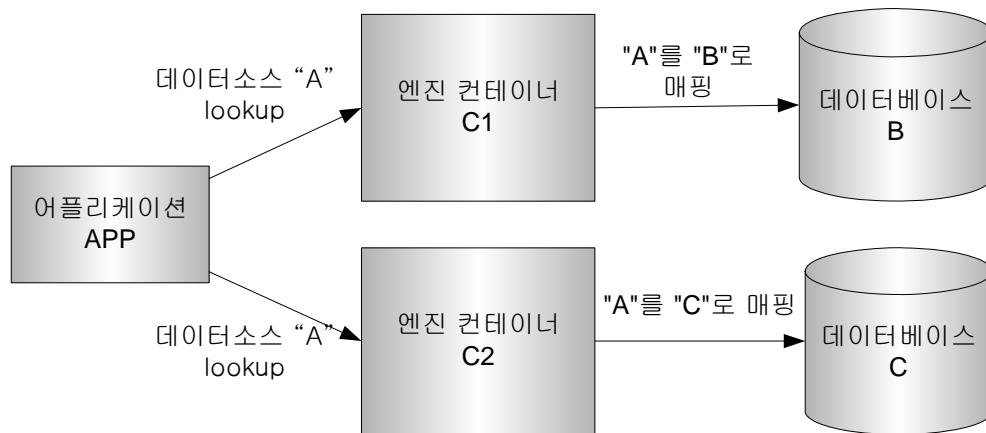 데이터소스 “A”
lookup
엔진 컨테이너
C1
"A"를 "B"로
매핑
데이터베이스
B
어플리케이션
APP
데이터소스 “A”
lookup
엔진 컨테이너
C2
"A"를 "C"로 매핑
데이터베이스
C